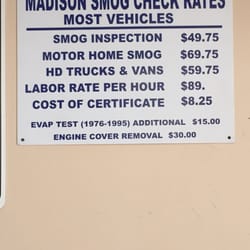 MADISON SMOG CHECK RATES
MOST VEHICLES
SMOG INSPECTION $49.75
MOTOR HOME SMOG $69.75
HD TRUCKS & VANS $59.75
LABOR RATE PER HOUR $89.
COST OF CERTIFICATE $8.25
EVAP TEST (1976-1995) ADDITIONAL $15.00
ENGINE COVER REMOVAL $30.00